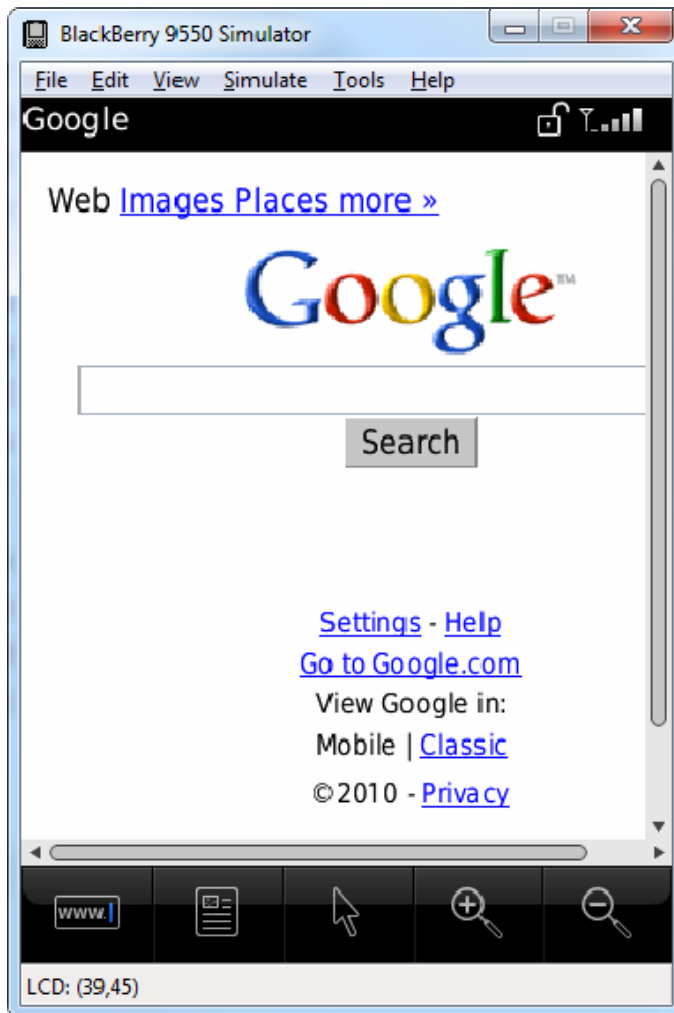 BlackBerry 9550 Simulator
File Edit View Simulate Tools Help
Google
Web Images Places more »
Google™
Search
Settings - Help
Go to Google.com
View Google in:
Mobile | Classic
©2010 - Privacy
www.
LCD: (39,45)